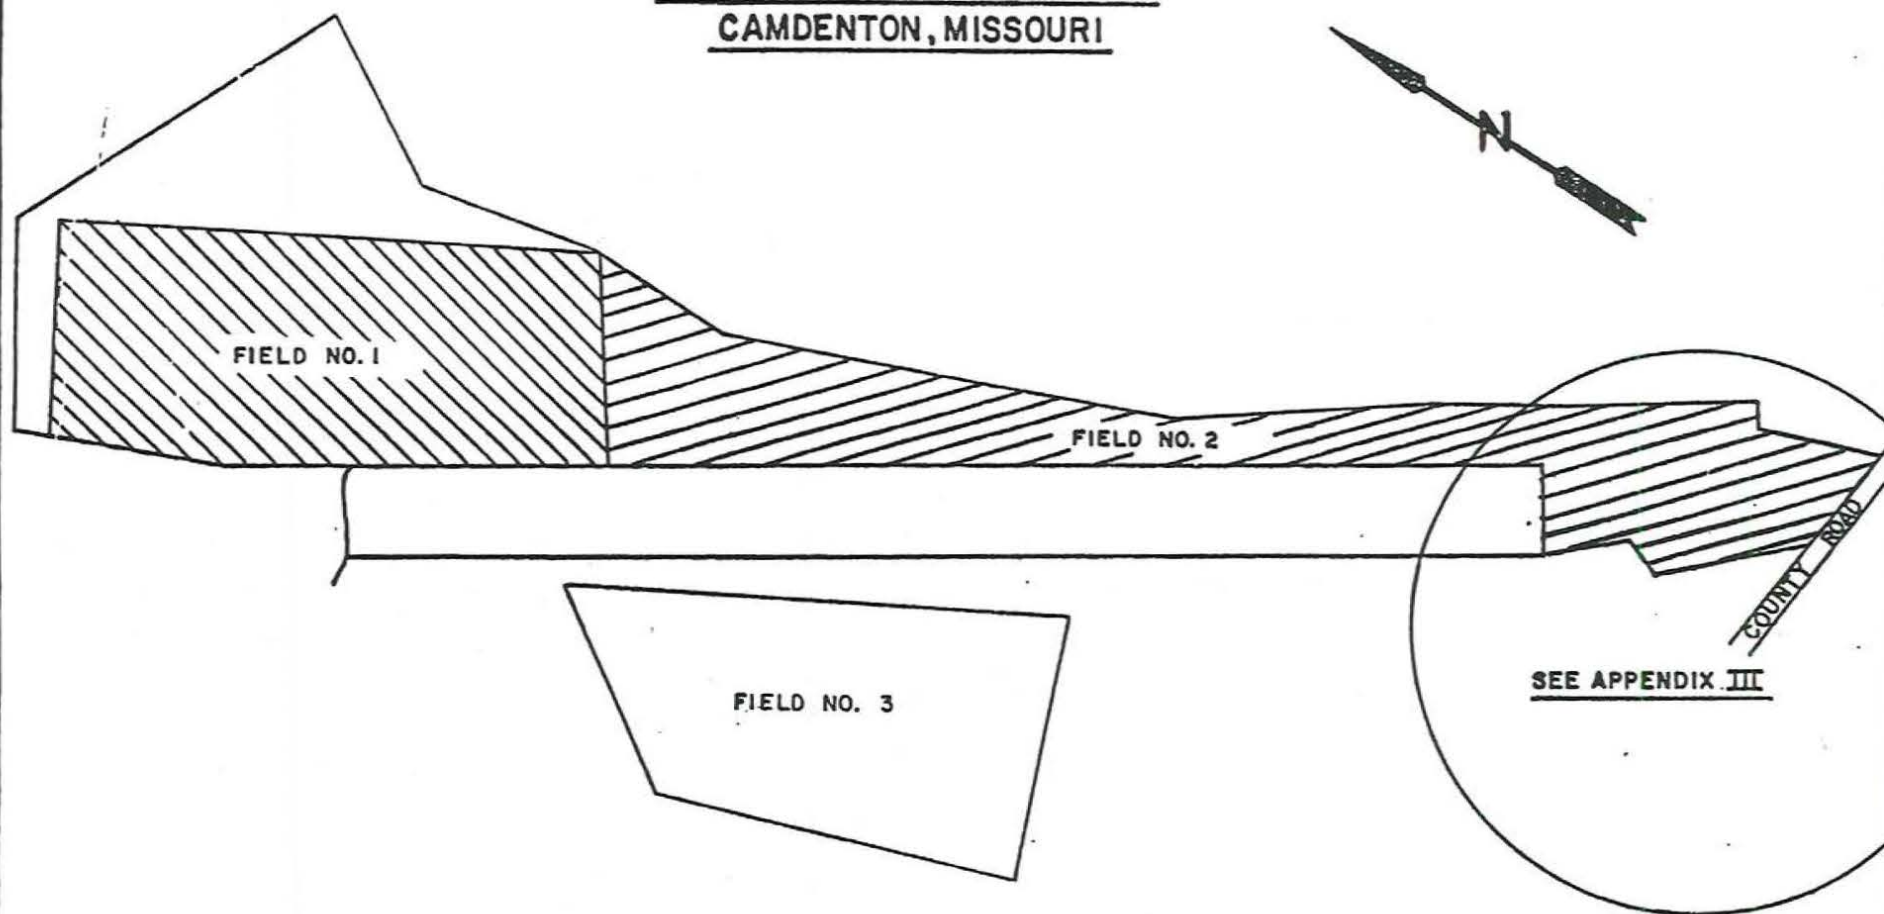 CAMDENTON, MISSOURI
N
FIELD NO. 1
FIELD NO. 2
COUNTY ROAD
FIELD NO. 3
SEE APPENDIX III